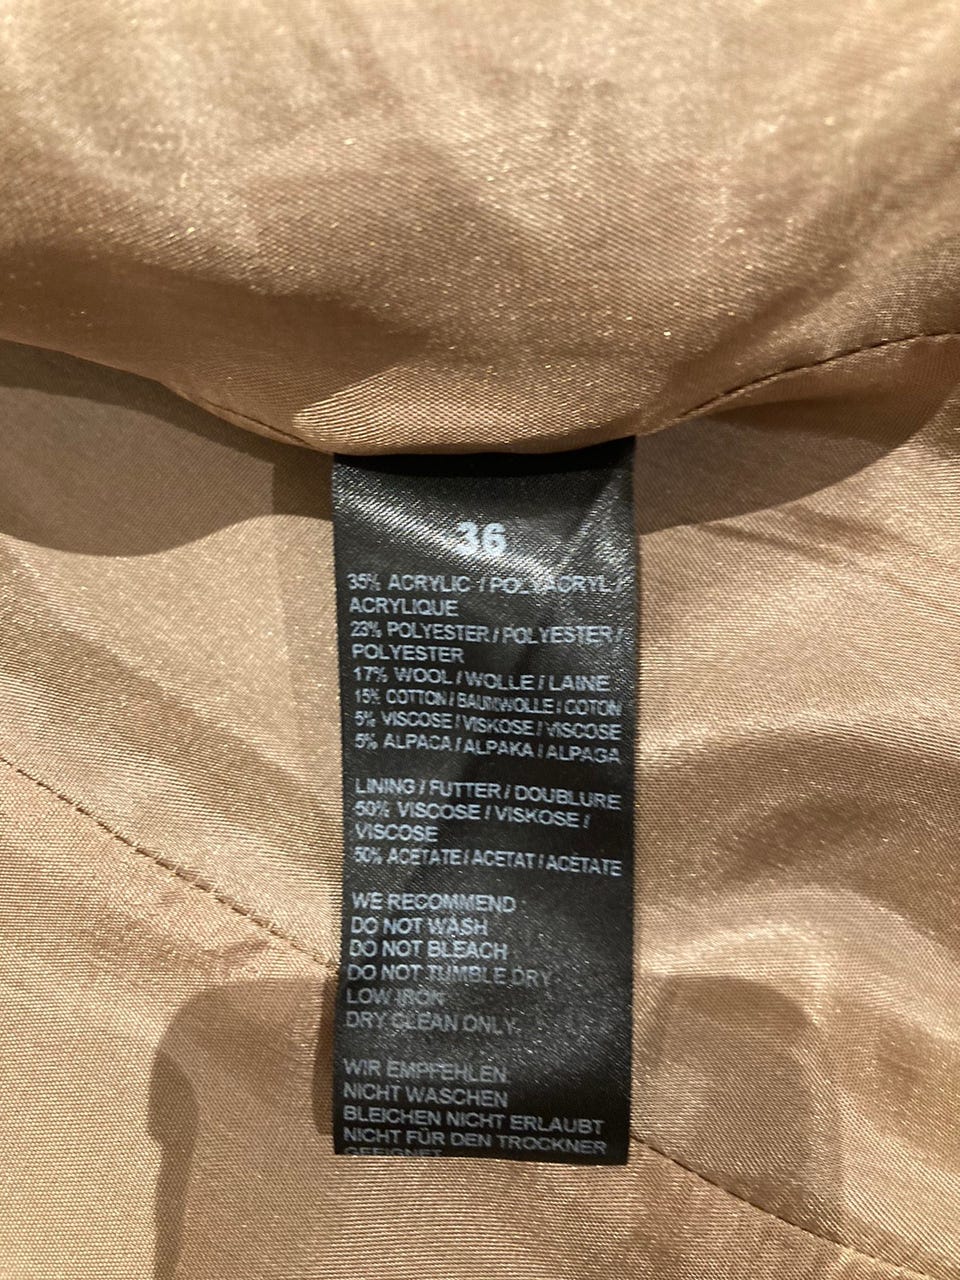 36
35% ACRYLIC / POLYACRYL /
ACRYLIQUE
23% POLYESTER / POLYESTER /
POLYESTER
17% WOOL / WOLLE / LAINE
15% COTTON / BAUMWOLLE / COTON
5% VISCOSE / VISKOSE / VISCOSE
5% ALPACA / ALPAKA / ALPAGA
LINING / FUTTER / DOUBLURE
50% VISCOSE / VISKOSE /
VISCOSE
50% ACETATE / ACETAT / ACÉTATE
WE RECOMMEND:
DO NOT WASH
DO NOT BLEACH
DO NOT TUMBLE DRY
LOW IRON
DRY CLEAN ONLY.
WIR EMPFEHLEN:
NICHT WASCHEN
BLEICHEN NICHT ERLAUBT
NICHT FÜR DEN TROCKNER
GEEIGNET